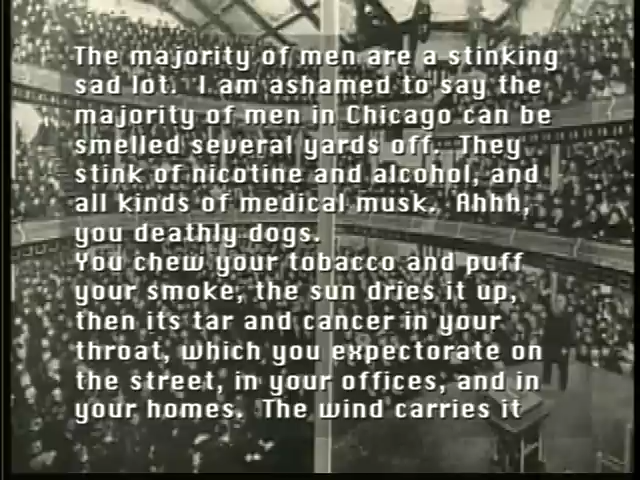 The majority of men are a stinking
sad lot. I am ashamed to say the
majority of men in Chicago can be
smelled several yards off. They
stink of nicotine and alcohol, and
all kinds of medical musk. Ahhh,
you deathly dogs.
You chew your tobacco and puff
your smoke, the sun dries it up,
then its tar and cancer in your
throat, which you expectorate on
the street, in your offices, and in
your homes. The wind carries it